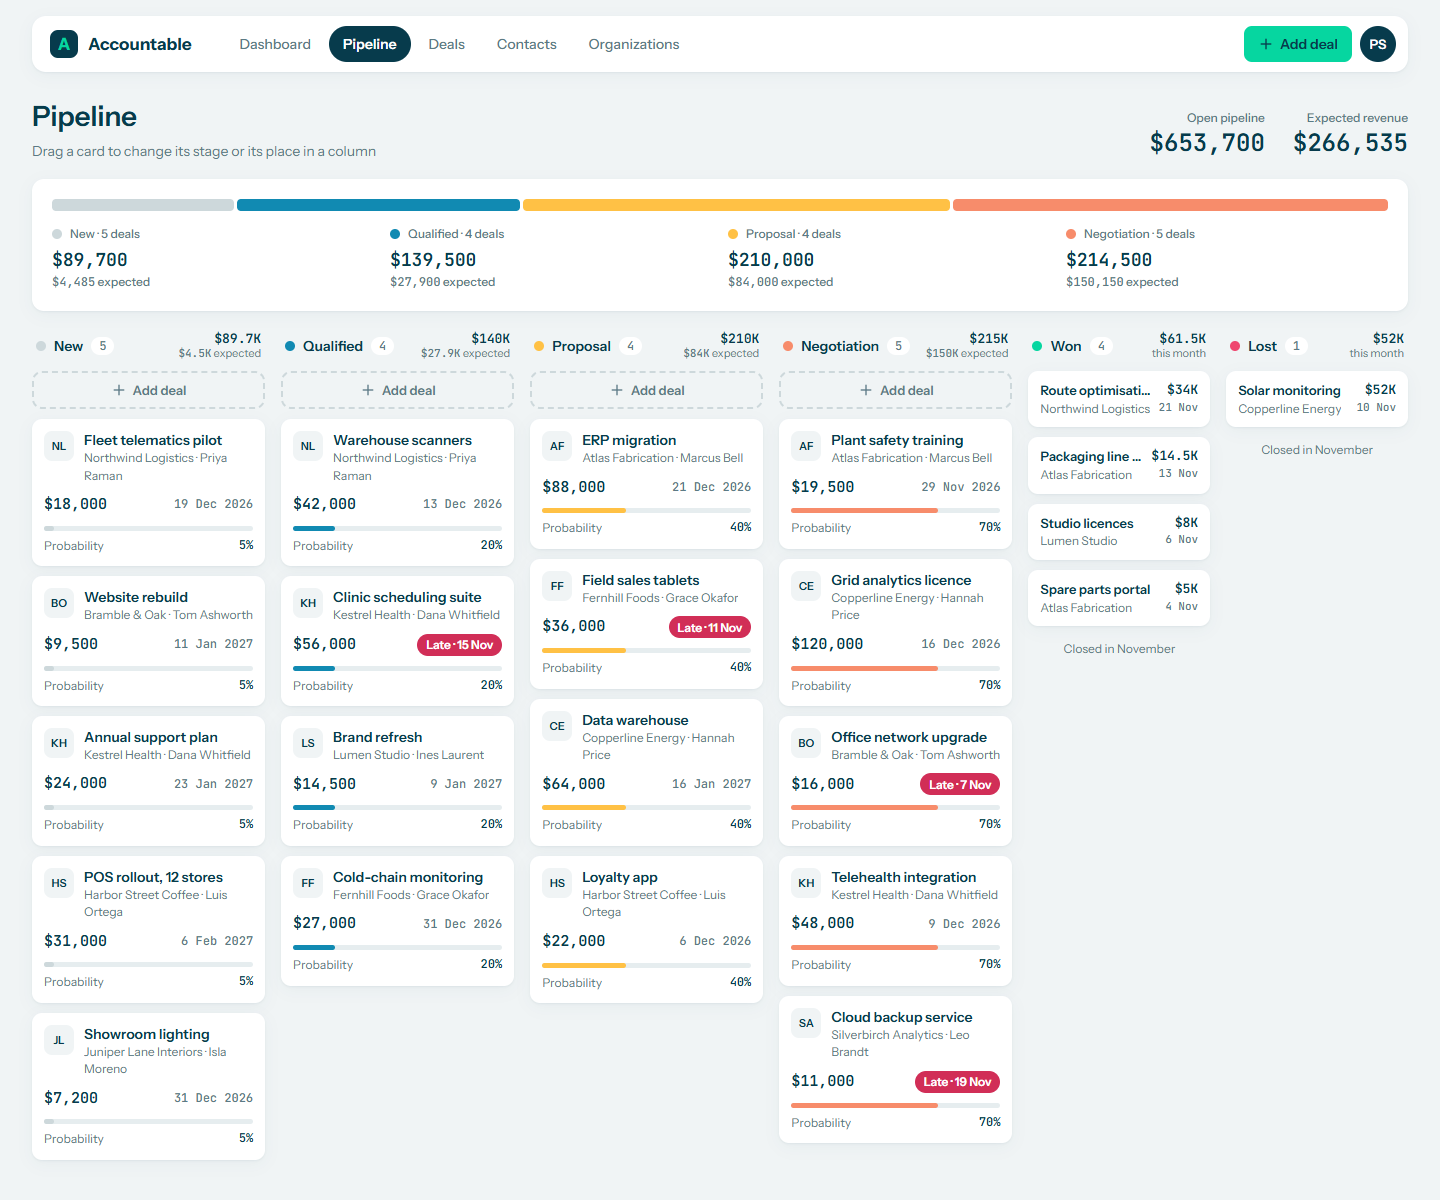 A Accountable Dashboard Pipeline Deals Contacts Organizations + Add deal PS
Pipeline
Drag a card to change its stage or its place in a column
Open pipeline
$653,700
Expected revenue
$266,535
New · 5 deals
$89,700
$4,485 expected
Qualified · 4 deals
$139,500
$27,900 expected
Proposal · 4 deals
$210,000
$84,000 expected
Negotiation · 5 deals
$214,500
$150,150 expected
New 5 $89.7K
$4.5K expected
+ Add deal
NL Fleet telematics pilot
Northwind Logistics · Priya
Raman
$18,000 19 Dec 2026
Probability 5%
BO Website rebuild
Bramble & Oak · Tom Ashworth
$9,500 11 Jan 2027
Probability 5%
KH Annual support plan
Kestrel Health · Dana Whitfield
$24,000 23 Jan 2027
Probability 5%
HS POS rollout, 12 stores
Harbor Street Coffee · Luis
Ortega
$31,000 6 Feb 2027
Probability 5%
JL Showroom lighting
Juniper Lane Interiors · Isla
Moreno
$7,200 31 Dec 2026
Probability 5%
Qualified 4 $140K
$27.9K expected
+ Add deal
NL Warehouse scanners
Northwind Logistics · Priya
Raman
$42,000 13 Dec 2026
Probability 20%
KH Clinic scheduling suite
Kestrel Health · Dana Whitfield
$56,000 Late · 15 Nov
Probability 20%
LS Brand refresh
Lumen Studio · Ines Laurent
$14,500 9 Jan 2027
Probability 20%
FF Cold-chain monitoring
Fernhill Foods · Grace Okafor
$27,000 31 Dec 2026
Probability 20%
Proposal 4 $210K
$84K expected
+ Add deal
AF ERP migration
Atlas Fabrication · Marcus Bell
$88,000 21 Dec 2026
Probability 40%
FF Field sales tablets
Fernhill Foods · Grace Okafor
$36,000 Late · 11 Nov
Probability 40%
CE Data warehouse
Copperline Energy · Hannah
Price
$64,000 16 Jan 2027
Probability 40%
HS Loyalty app
Harbor Street Coffee · Luis
Ortega
$22,000 6 Dec 2026
Probability 40%
Negotiation 5 $215K
$150K expected
+ Add deal
AF Plant safety training
Atlas Fabrication · Marcus Bell
$19,500 29 Nov 2026
Probability 70%
CE Grid analytics licence
Copperline Energy · Hannah
Price
$120,000 16 Dec 2026
Probability 70%
BO Office network upgrade
Bramble & Oak · Tom Ashworth
$16,000 Late · 7 Nov
Probability 70%
KH Telehealth integration
Kestrel Health · Dana Whitfield
$48,000 9 Dec 2026
Probability 70%
SA Cloud backup service
Silverbirch Analytics · Leo
Brandt
$11,000 Late · 19 Nov
Probability 70%
Won 4 $61.5K
this month
Route optimisati... $34K
Northwind Logistics 21 Nov
Packaging line ... $14.5K
Atlas Fabrication 13 Nov
Studio licences $8K
Lumen Studio 6 Nov
Spare parts portal $5K
Atlas Fabrication 4 Nov
Closed in November
Lost 1 $52K
this month
Solar monitoring $52K
Copperline Energy 10 Nov
Closed in November